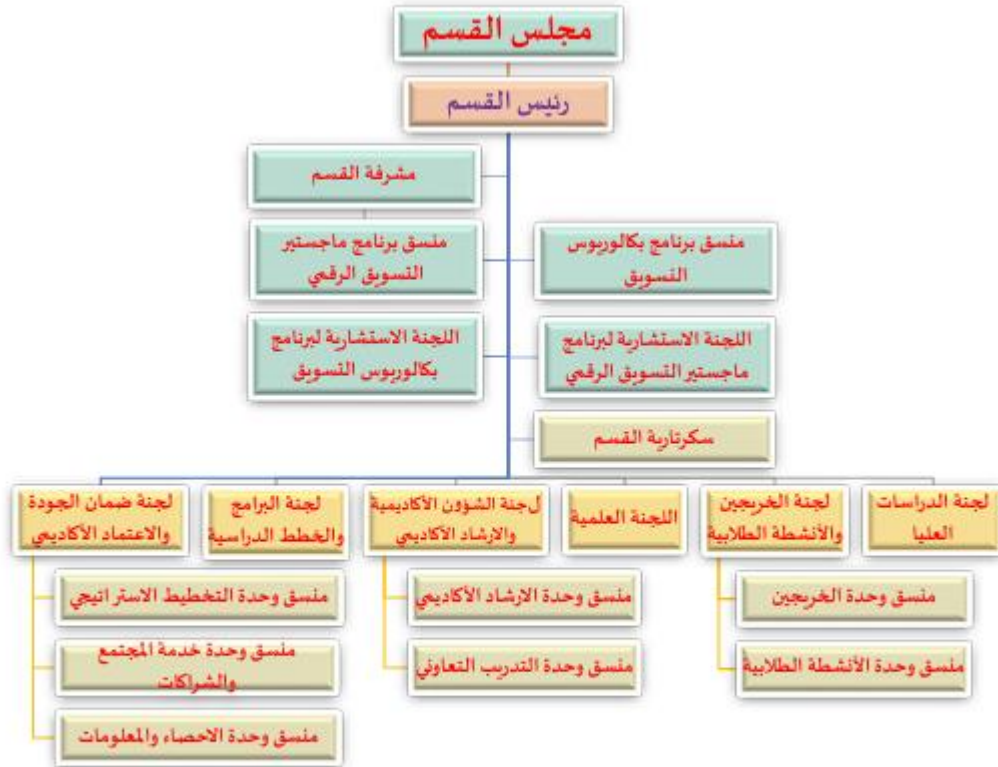 مجلس القسم
رئيس القسم
مشرفة القسم
منسق برنامج بكالوريوس
التسويق
منسق برنامج ماجستير
التسويق الرقمي
اللجنة الاستشارية لبرنامج
ماجستير التسويق الرقمي
اللجنة الاستشارية لبرنامج
بكالوريوس التسويق
سكرتارية القسم
لجنة الدراسات
العليا
لجنة الخريجين
والأنشطة الطلابية
اللجنة العلمية
لجنة الشؤون الأكاديمية
والارشاد الأكاديمي
لجنة البرامج
والخطط الدراسية
لجنة ضمان الجودة
والاعتماد الأكاديمي
منسق وحدة الخريجين
منسق وحدة الأنشطة الطلابية
منسق وحدة الارشاد الأكاديمي
منسق وحدة التدريب التعاوني
منسق وحدة التخطيط الاستراتيجي
منسق وحدة خدمة المجتمع
والشراكات
منسق وحدة الاحصاء والمعلومات